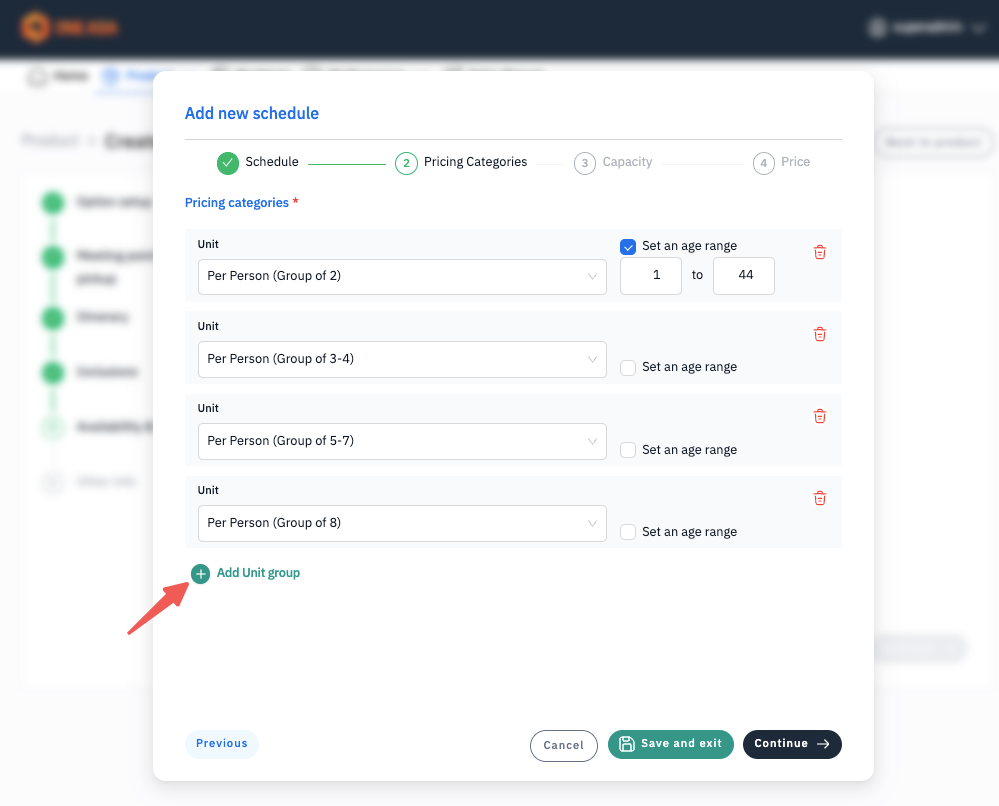 Add new schedule
Schedule
2 Pricing Categories
3 Capacity
4 Price
Pricing categories *
Unit
Set an age range
Per Person (Group of 2)
1 to 44
Unit
Per Person (Group of 3-4)
Set an age range
Unit
Per Person (Group of 5-7)
Set an age range
Unit
Per Person (Group of 8)
Set an age range
Add Unit group
Previous
Cancel
Save and exit
Continue